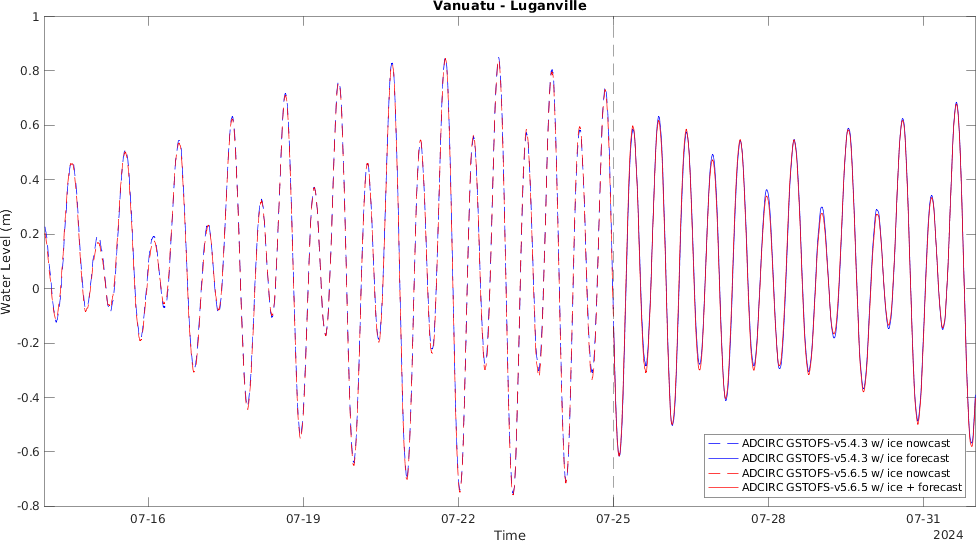 Vanuatu - Luganville
1
0.8
0.6
0.4
0.2
0
-0.2
-0.4
-0.6
-0.8
Water Level (m)
07-16
07-19
07-22
07-25
07-28
07-31
Time
2024
ADCIRC GSTOFS-v5.4.3 w/ ice nowcast
ADCIRC GSTOFS-v5.4.3 w/ ice forecast
ADCIRC GSTOFS-v5.6.5 w/ ice nowcast
ADCIRC GSTOFS-v5.6.5 w/ ice + forecast